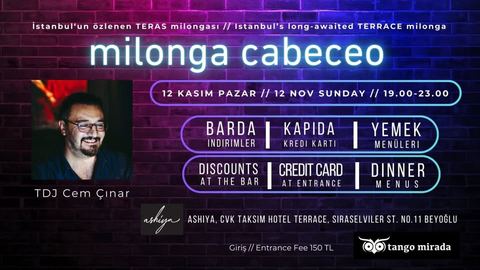 İstanbul'un özlenen TERAS milongası // Istanbul's long-awaited TERRACE milonga
milonga cabeceo
12 KASIM PAZAR // 12 NOV SUNDAY // 19.00-23.00
BARDA İNDİRİMLER | KAPIDA KREDİ KARTI | YEMEK MENÜLERİ
DISCOUNTS AT THE BAR | CREDIT CARD AT ENTRANCE | DINNER MENUS
TDJ Cem Çınar
ashiya
ASHIYA, CVK TAKSIM HOTEL TERRACE, SIRASELVILER ST. NO.11 BEYOĞLU
Giriş // Entrance Fee 150 TL
tango mirada